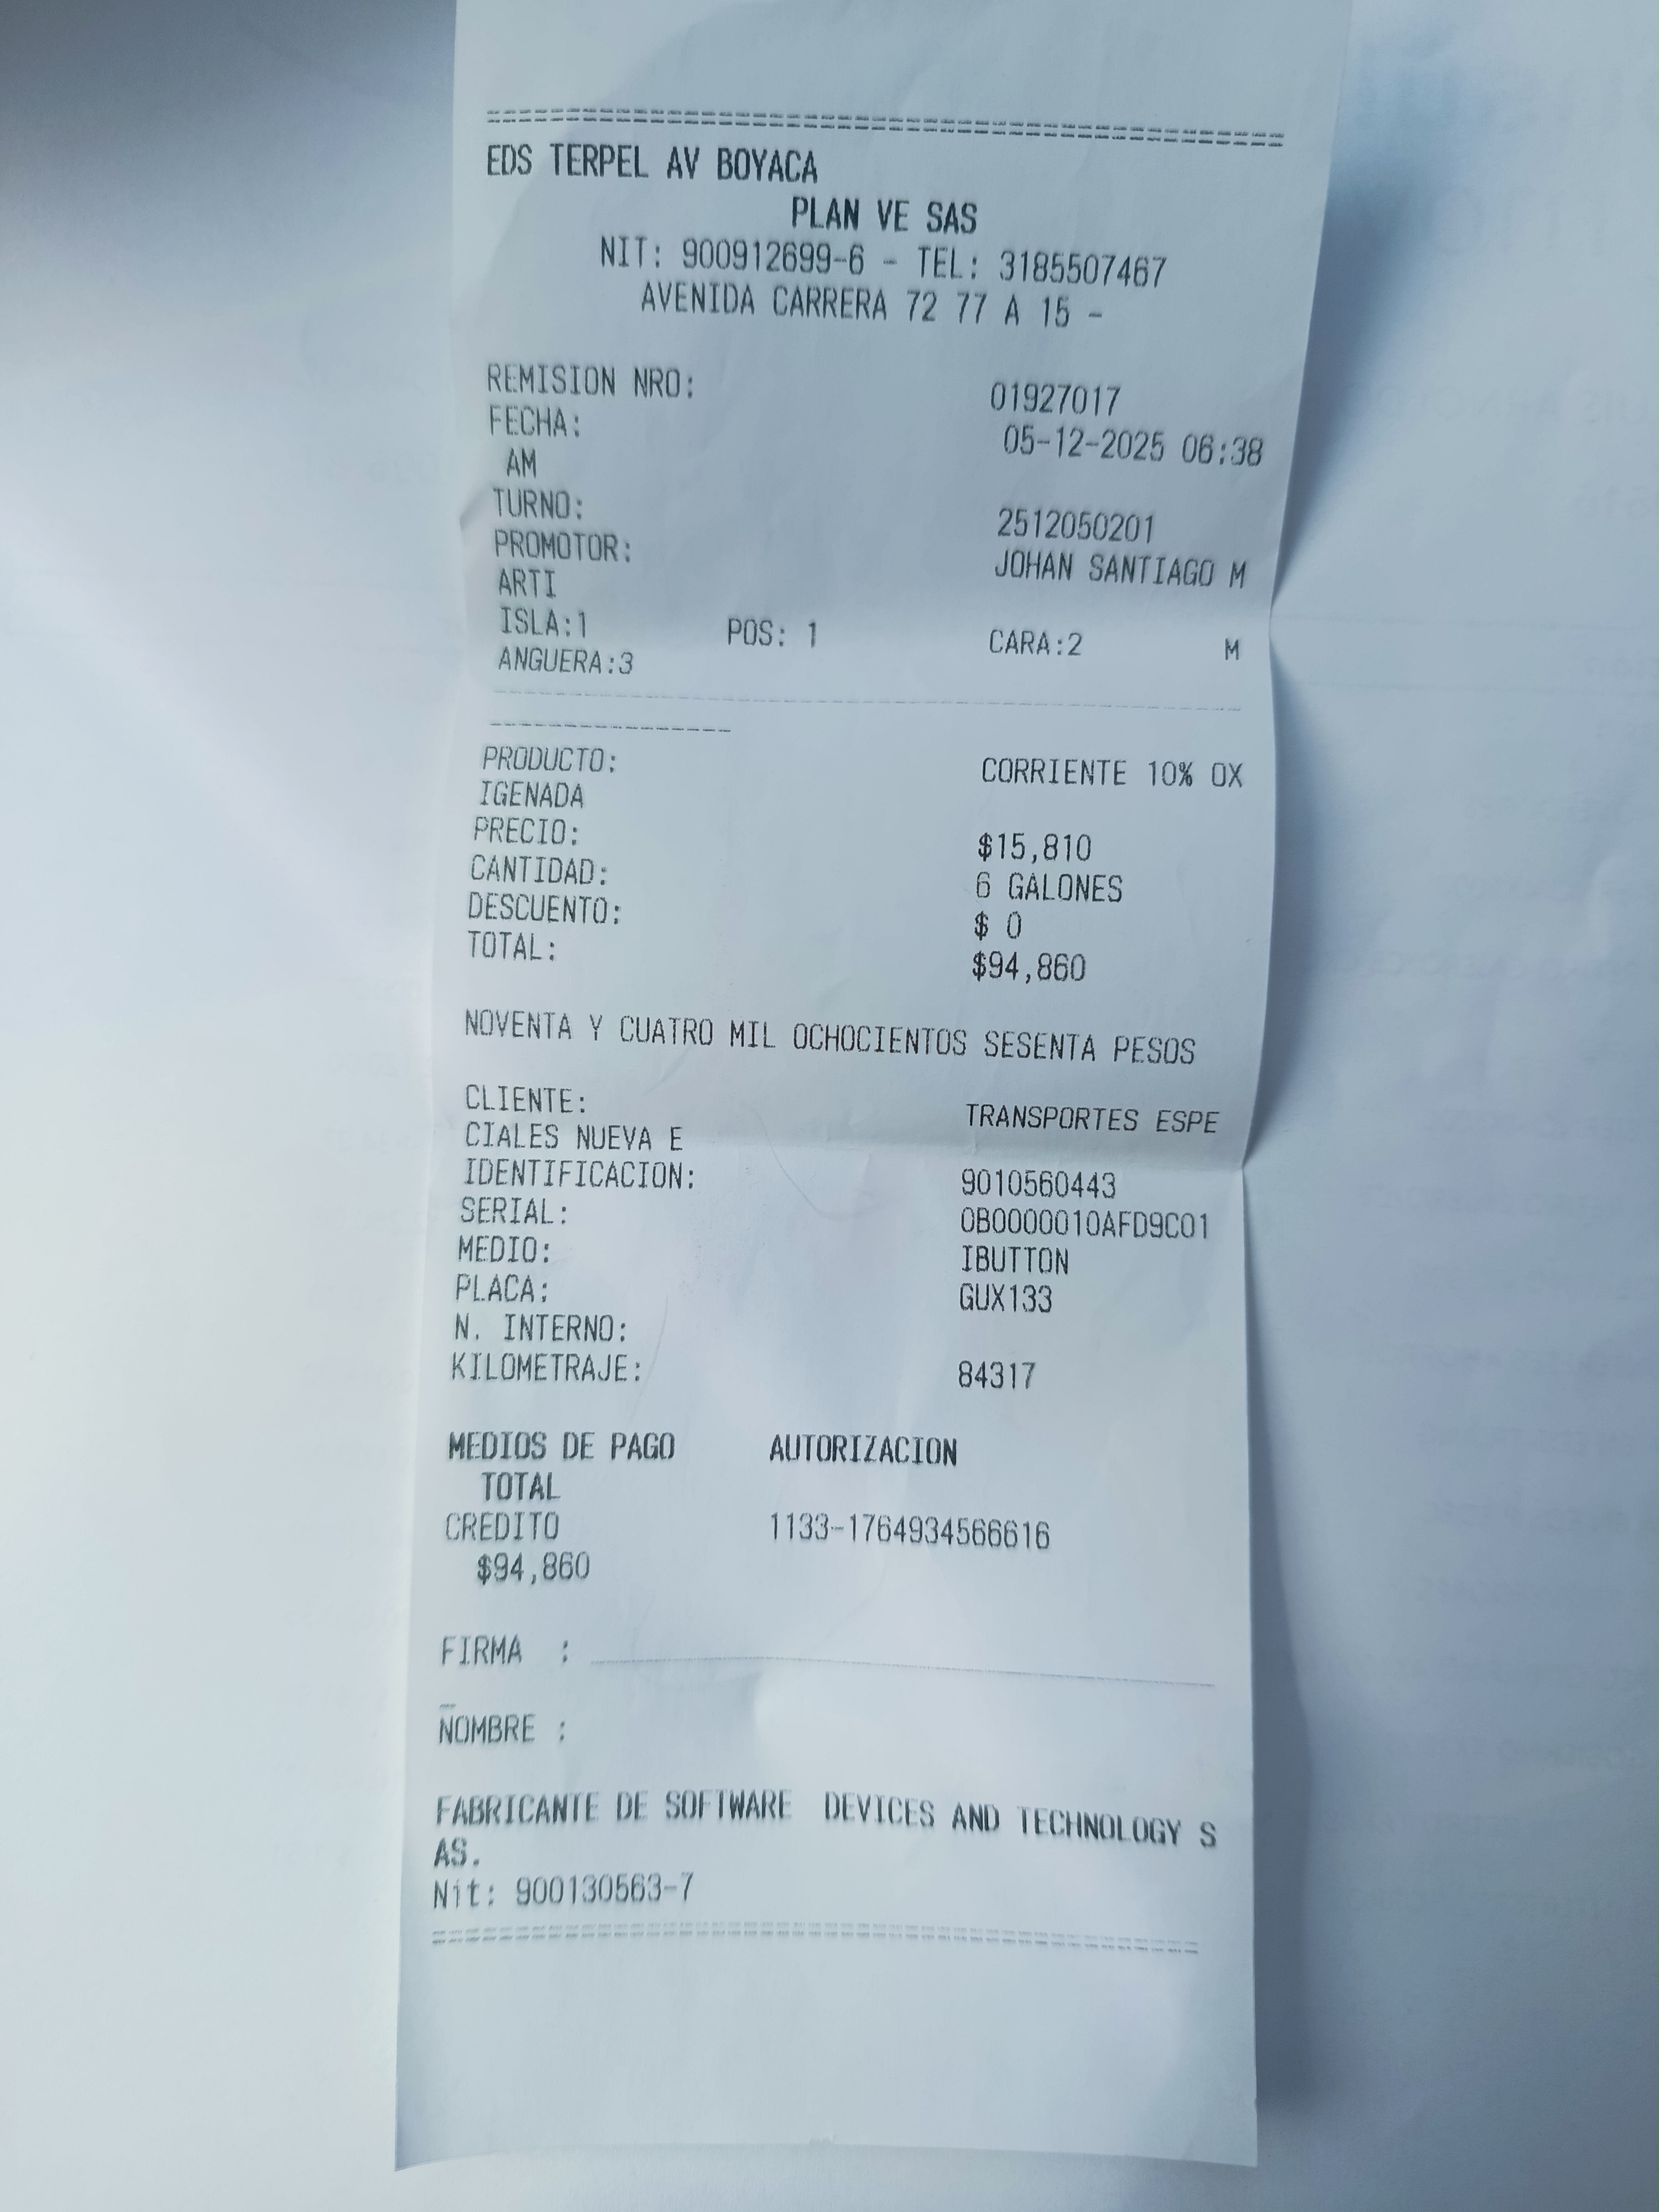 EDS TERPEL AV BOYACA
PLAN VE SAS
NIT: 900912699-6 - TEL: 3185507467
AVENIDA CARRERA 72 77 A 15 -
REMISION NRO: 01927017
FECHA: 05-12-2025 06:38
AM
TURNO: 2512050201
PROMOTOR: JOHAN SANTIAGO M
ARTI
ISLA:1 POS: 1 CARA:2 M
ANGUERA:3
PRODUCTO: CORRIENTE 10% OX
IGENADA
PRECIO: $15,810
CANTIDAD: 6 GALONES
DESCUENTO: $ 0
TOTAL: $94,860
NOVENTA Y CUATRO MIL OCHOCIENTOS SESENTA PESOS
CLIENTE: TRANSPORTES ESPE
CIALES NUEVA E
IDENTIFICACION: 9010560443
SERIAL: 0B0000010AFD9C01
MEDIO: IBUTTON
PLACA: GUX133
N. INTERNO:
KILOMETRAJE: 84317
MEDIOS DE PAGO AUTORIZACION
TOTAL
CREDITO 1133-1764934566616
$94,860
FIRMA :
NOMBRE :
FABRICANTE DE SOFTWARE DEVICES AND TECHNOLOGY S
AS.
Nit: 900130563-7